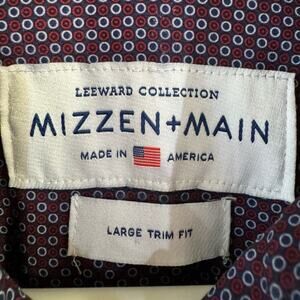 LEEWARD COLLECTION
MIZZEN+MAIN
MADE IN AMERICA
LARGE TRIM FIT